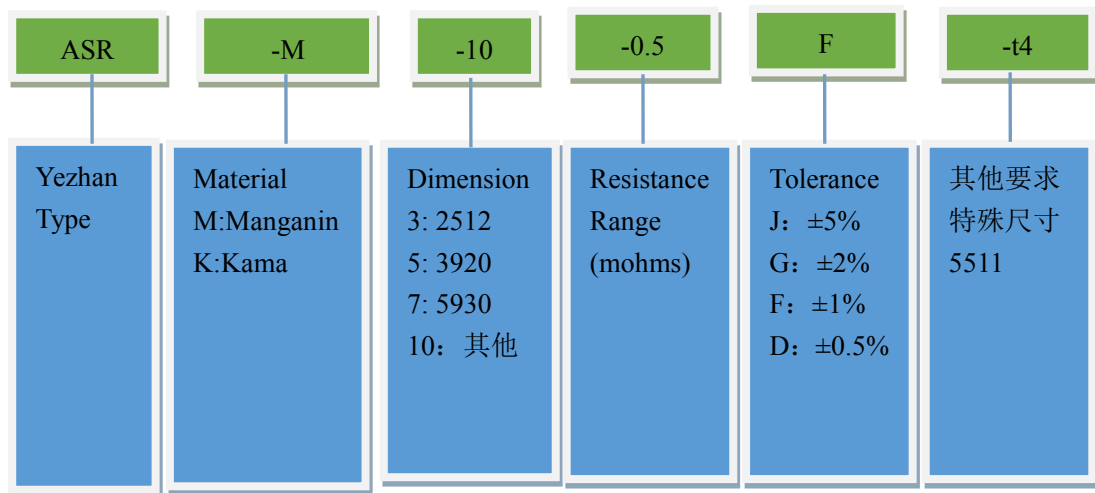 ASR
-M
-10
-0.5
F
-t4
Yezhan
Type
Material
M:Manganin
K:Kama
Dimension
3: 2512
5: 3920
7: 5930
10：其他
Resistance
Range
(mohms)
Tolerance
J：±5%
G：±2%
F：±1%
D：±0.5%
其他要求
特殊尺寸
5511